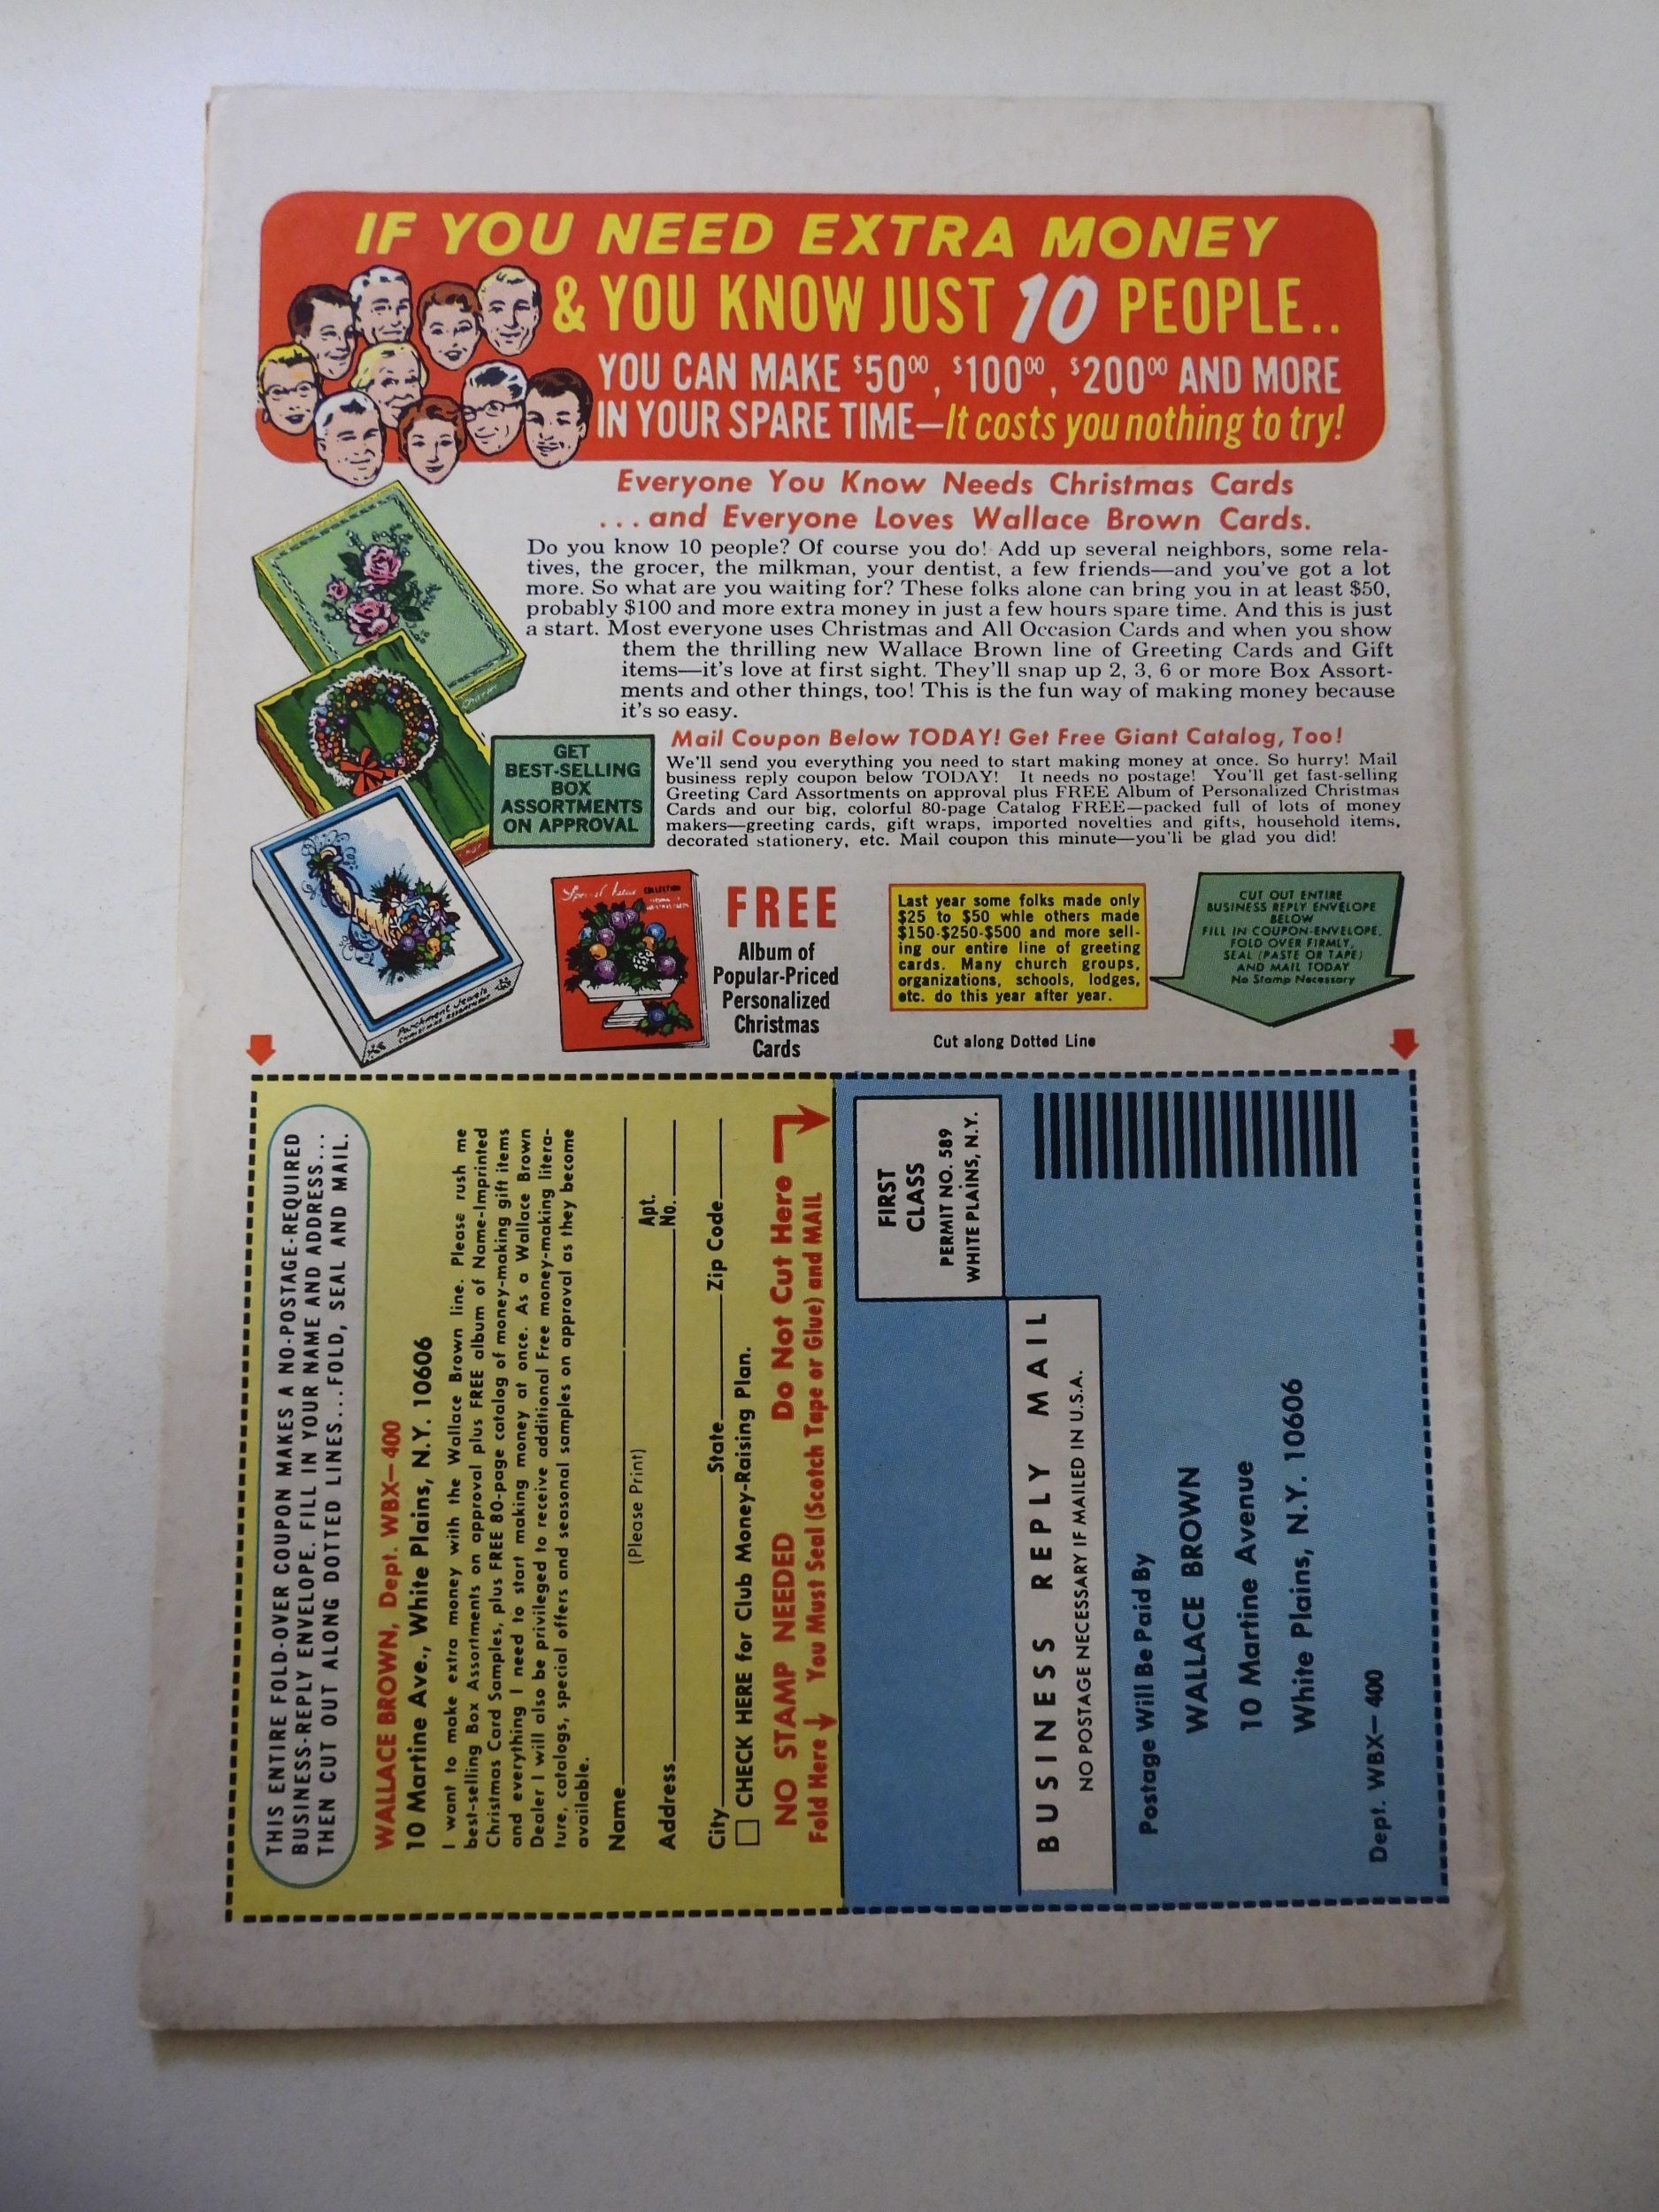 IF YOU NEED EXTRA MONEY
& YOU KNOW JUST 10 PEOPLE..
YOU CAN MAKE $5000, $10000, $20000 AND MORE
IN YOUR SPARE TIME—It costs you nothing to try!
Everyone You Know Needs Christmas Cards
... and Everyone Loves Wallace Brown Cards.
Do you know 10 people? Of course you do! Add up several neighbors, some rela-
tives, the grocer, the milkman, your dentist, a few friends—and you've got a lot
more. So what are you waiting for? These folks alone can bring you in at least $50,
probably $100 and more extra money in just a few hours spare time. And this is just
a start. Most everyone uses Christmas and All Occasion Cards and when you show
them the thrilling new Wallace Brown line of Greeting Cards and Gift
items—it's love at first sight. They'll snap up 2, 3, 6 or more Box Assort-
ments and other things, too! This is the fun way of making money because
it's so easy.
GET
BEST-SELLING
BOX
ASSORTMENTS
ON APPROVAL
Mail Coupon Below TODAY! Get Free Giant Catalog, Too!
We'll send you everything you need to start making money at once. So hurry! Mail
business reply coupon below TODAY! It needs no postage! You'll get fast-selling
Greeting Card Assortments on approval plus FREE Album of Personalized Christmas
Cards and our big, colorful 80-page Catalog FREE—packed full of lots of money
makers—greeting cards, gift wraps, imported novelties and gifts, household items,
decorated stationery, etc. Mail coupon this minute—you'll be glad you did!
Parchment Jewels
CHRISTMAS ASSORTMENT
COLLECTION
FREE
Album of
Popular-Priced
Personalized
Christmas
Cards
Last year some folks made only
$25 to $50 whle others made
$150-$250-$500 and more sell-
ing our entire line of greeting
cards. Many church groups,
organizations, schools, lodges,
etc. do this year after year.
CUT OUT ENTIRE
BUSINESS REPLY ENVELOPE
BELOW
FILL IN COUPON-ENVELOPE,
FOLD OVER FIRMLY,
SEAL (PASTE OR TAPE)
AND MAIL TODAY
No Stamp Necessary
Cut along Dotted Line
THIS ENTIRE FOLD-OVER COUPON MAKES A NO-POSTAGE-REQUIRED
BUSINESS-REPLY ENVELOPE. FILL IN YOUR NAME AND ADDRESS...
THEN CUT OUT ALONG DOTTED LINES...FOLD, SEAL AND MAIL.
WALLACE BROWN, Dept. WBX—400
10 Martine Ave., White Plains, N.Y. 10606
I want to make extra money with the Wallace Brown line. Please rush me
best-selling Box Assortments on approval plus FREE album of Name-Imprinted
Christmas Card Samples, plus FREE 80-page catalog of money-making gift items
and everything I need to start making money at once. As a Wallace Brown
Dealer I will also be privileged to receive additional Free money-making litera-
ture, catalogs, special offers and seasonal samples on approval as they become
available.
Name
(Please Print)
Address Apt. No.
City State Zip Code
CHECK HERE for Club Money-Raising Plan.
NO STAMP NEEDED Do Not Cut Here
Fold Here You Must Seal (Scotch Tape or Glue) and MAIL
FIRST
CLASS
PERMIT NO. 589
WHITE PLAINS, N.Y.
BUSINESS REPLY MAIL
NO POSTAGE NECESSARY IF MAILED IN U.S.A.
Postage Will Be Paid By
WALLACE BROWN
10 Martine Avenue
White Plains, N.Y. 10606
Dept. WBX—400